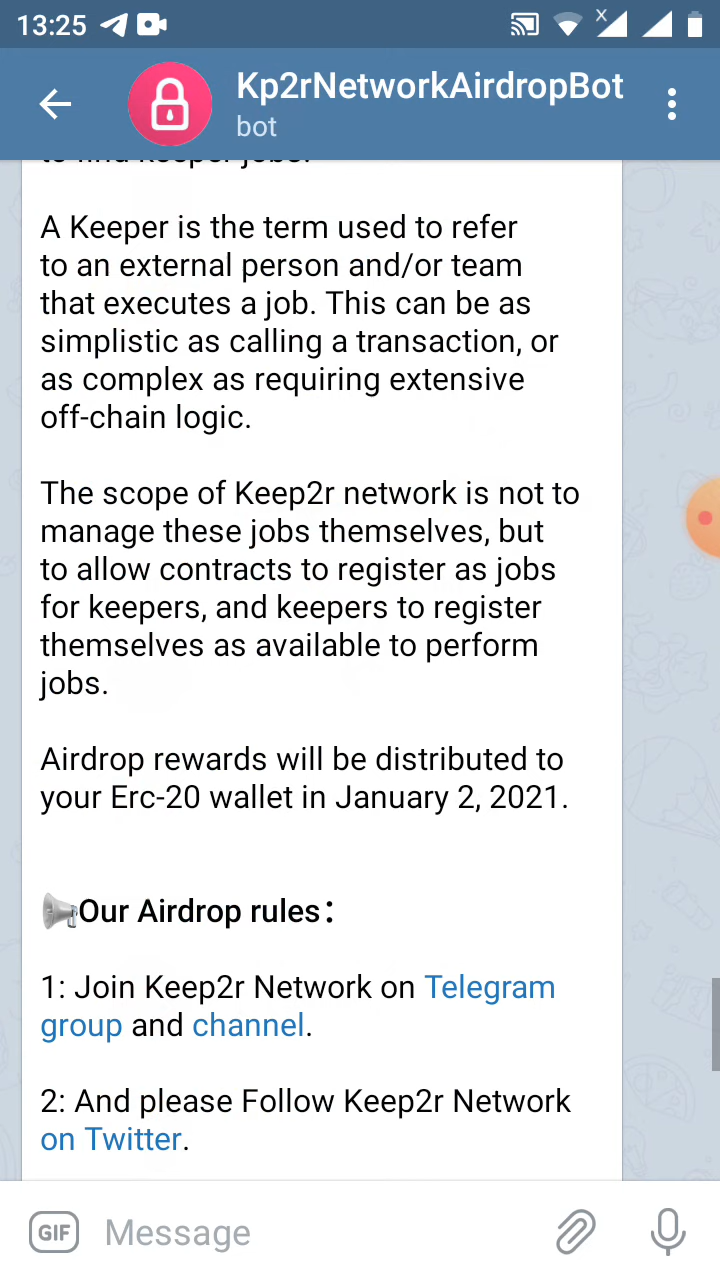 13:25
Kp2rNetworkAirdropBot
bot
to find keeper jobs.
A Keeper is the term used to refer
to an external person and/or team
that executes a job. This can be as
simplistic as calling a transaction, or
as complex as requiring extensive
off-chain logic.
The scope of Keep2r network is not to
manage these jobs themselves, but
to allow contracts to register as jobs
for keepers, and keepers to register
themselves as available to perform
jobs.
Airdrop rewards will be distributed to
your Erc-20 wallet in January 2, 2021.
📢Our Airdrop rules:
1: Join Keep2r Network on Telegram
group and channel.
2: And please Follow Keep2r Network
on Twitter.
GIF Message